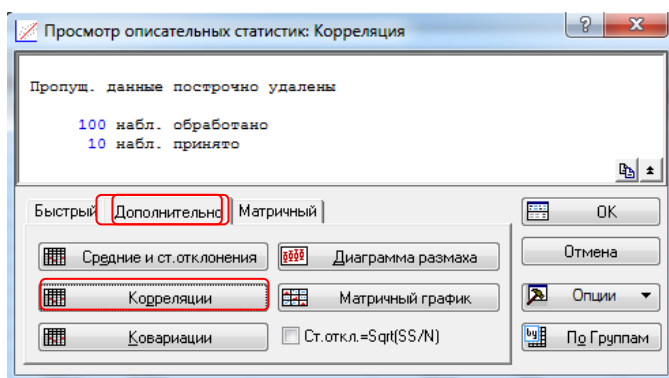 Просмотр описательных статистик: Корреляция
Пропущ. данные построчно удалены
100 набл. обработано
10 набл. принято
Быстрый Дополнительно Матричный
OK
Средние и ст.отклонения Диаграмма размаха
Отмена
Корреляции Матричный график
Опции
Ковариации Ст.откл.=Sqrt(SS/N)
По Группам